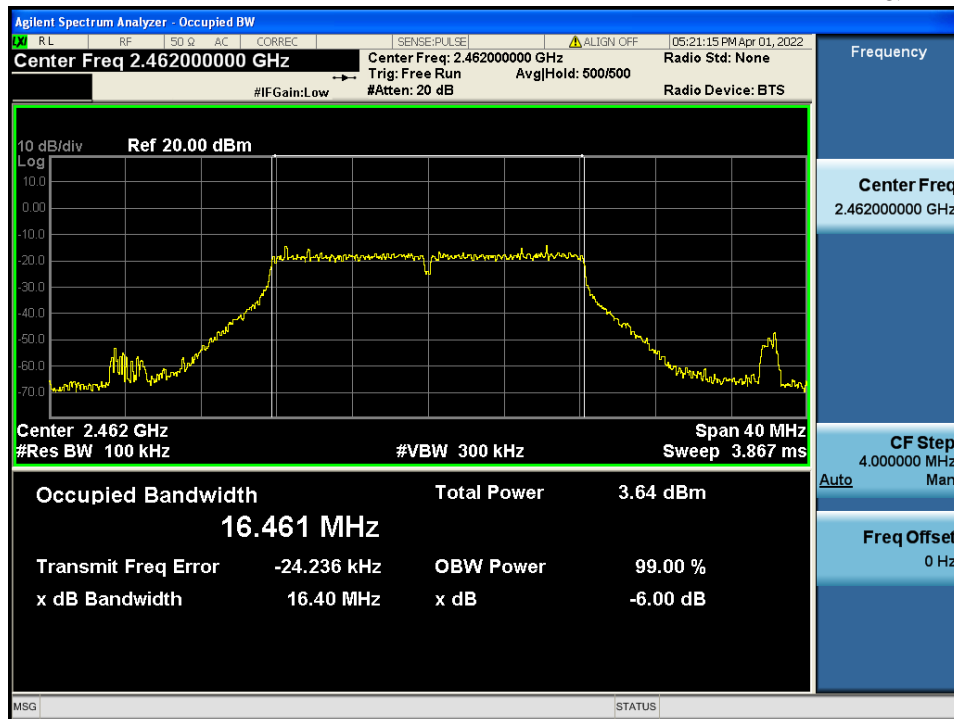 Agilent Spectrum Analyzer - Occupied BW
LXI RL RF 50 Ω AC CORREC SENSE:PULSE ALIGN OFF 05:21:15 PM Apr 01, 2022
Center Freq 2.462000000 GHz
Center Freq: 2.462000000 GHz
Radio Std: None
Trig: Free Run Avg|Hold: 500/500
#IFGain:Low #Atten: 20 dB
Radio Device: BTS
10 dB/div Ref 20.00 dBm
Log
10.0
0.00
-10.0
-20.0
-30.0
-40.0
-50.0
-60.0
-70.0
Center 2.462 GHz Span 40 MHz
#Res BW 100 kHz #VBW 300 kHz Sweep 3.867 ms
Occupied Bandwidth Total Power 3.64 dBm
16.461 MHz
Transmit Freq Error -24.236 kHz OBW Power 99.00 %
x dB Bandwidth 16.40 MHz x dB -6.00 dB
MSG STATUS
Frequency
Center Freq
2.462000000 GHz
CF Step
4.000000 MHz
Auto Man
Freq Offset
0 Hz